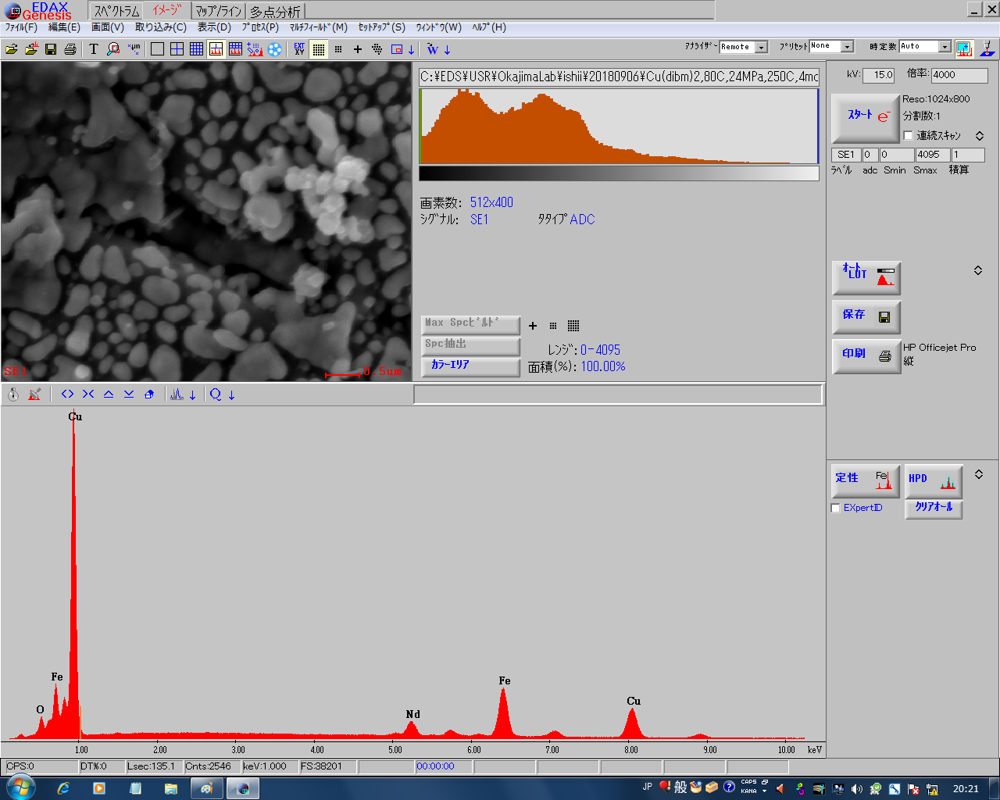 EDAX
Genesis
スペクトラム イメージ マップ/ライン 多点分析
ファイル(F) 編集(E) 画面(V) 取り込み(C) 表示(D) プロセス(P) マルチフィールド(M) セットアップ(S) ウィンドウ(W) ヘルプ(H)
T μm EXT XY W アナライザー Remote プリセット None 時定数 Auto
C:¥EDS¥USR¥OkajimaLab¥ishii¥20180906¥Cu(dibm)2,80C,24MPa,250C,4mo
kV: 15.0 倍率: 4000
スタート e⁻
Reso:1024x800
分割数:1
連続スキャン
SE1 0 0 4095 1
ラベル adc Smin Smax 積算
画素数: 512x400
シグナル: SE1 タタイプADC
オートLUT
保存
印刷
HP Officejet Pro
縦
Max Spcビルド
Spc抽出
カラーエリア
レンジ: 0-4095
面積(%): 100.00%
SE1 0.5um
Q
Cu
Fe
O
Nd
Fe
Cu
1.00 2.00 3.00 4.00 5.00 6.00 7.00 8.00 9.00 10.00 keV
定性 Fe HPD
EXpertID クリアオール
CPS:0 DT%:0 Lsec:135.1 Cnts:2546 keV:1.000 FS:38201 00:00:00
JP 般 CAPS KANA 20:21